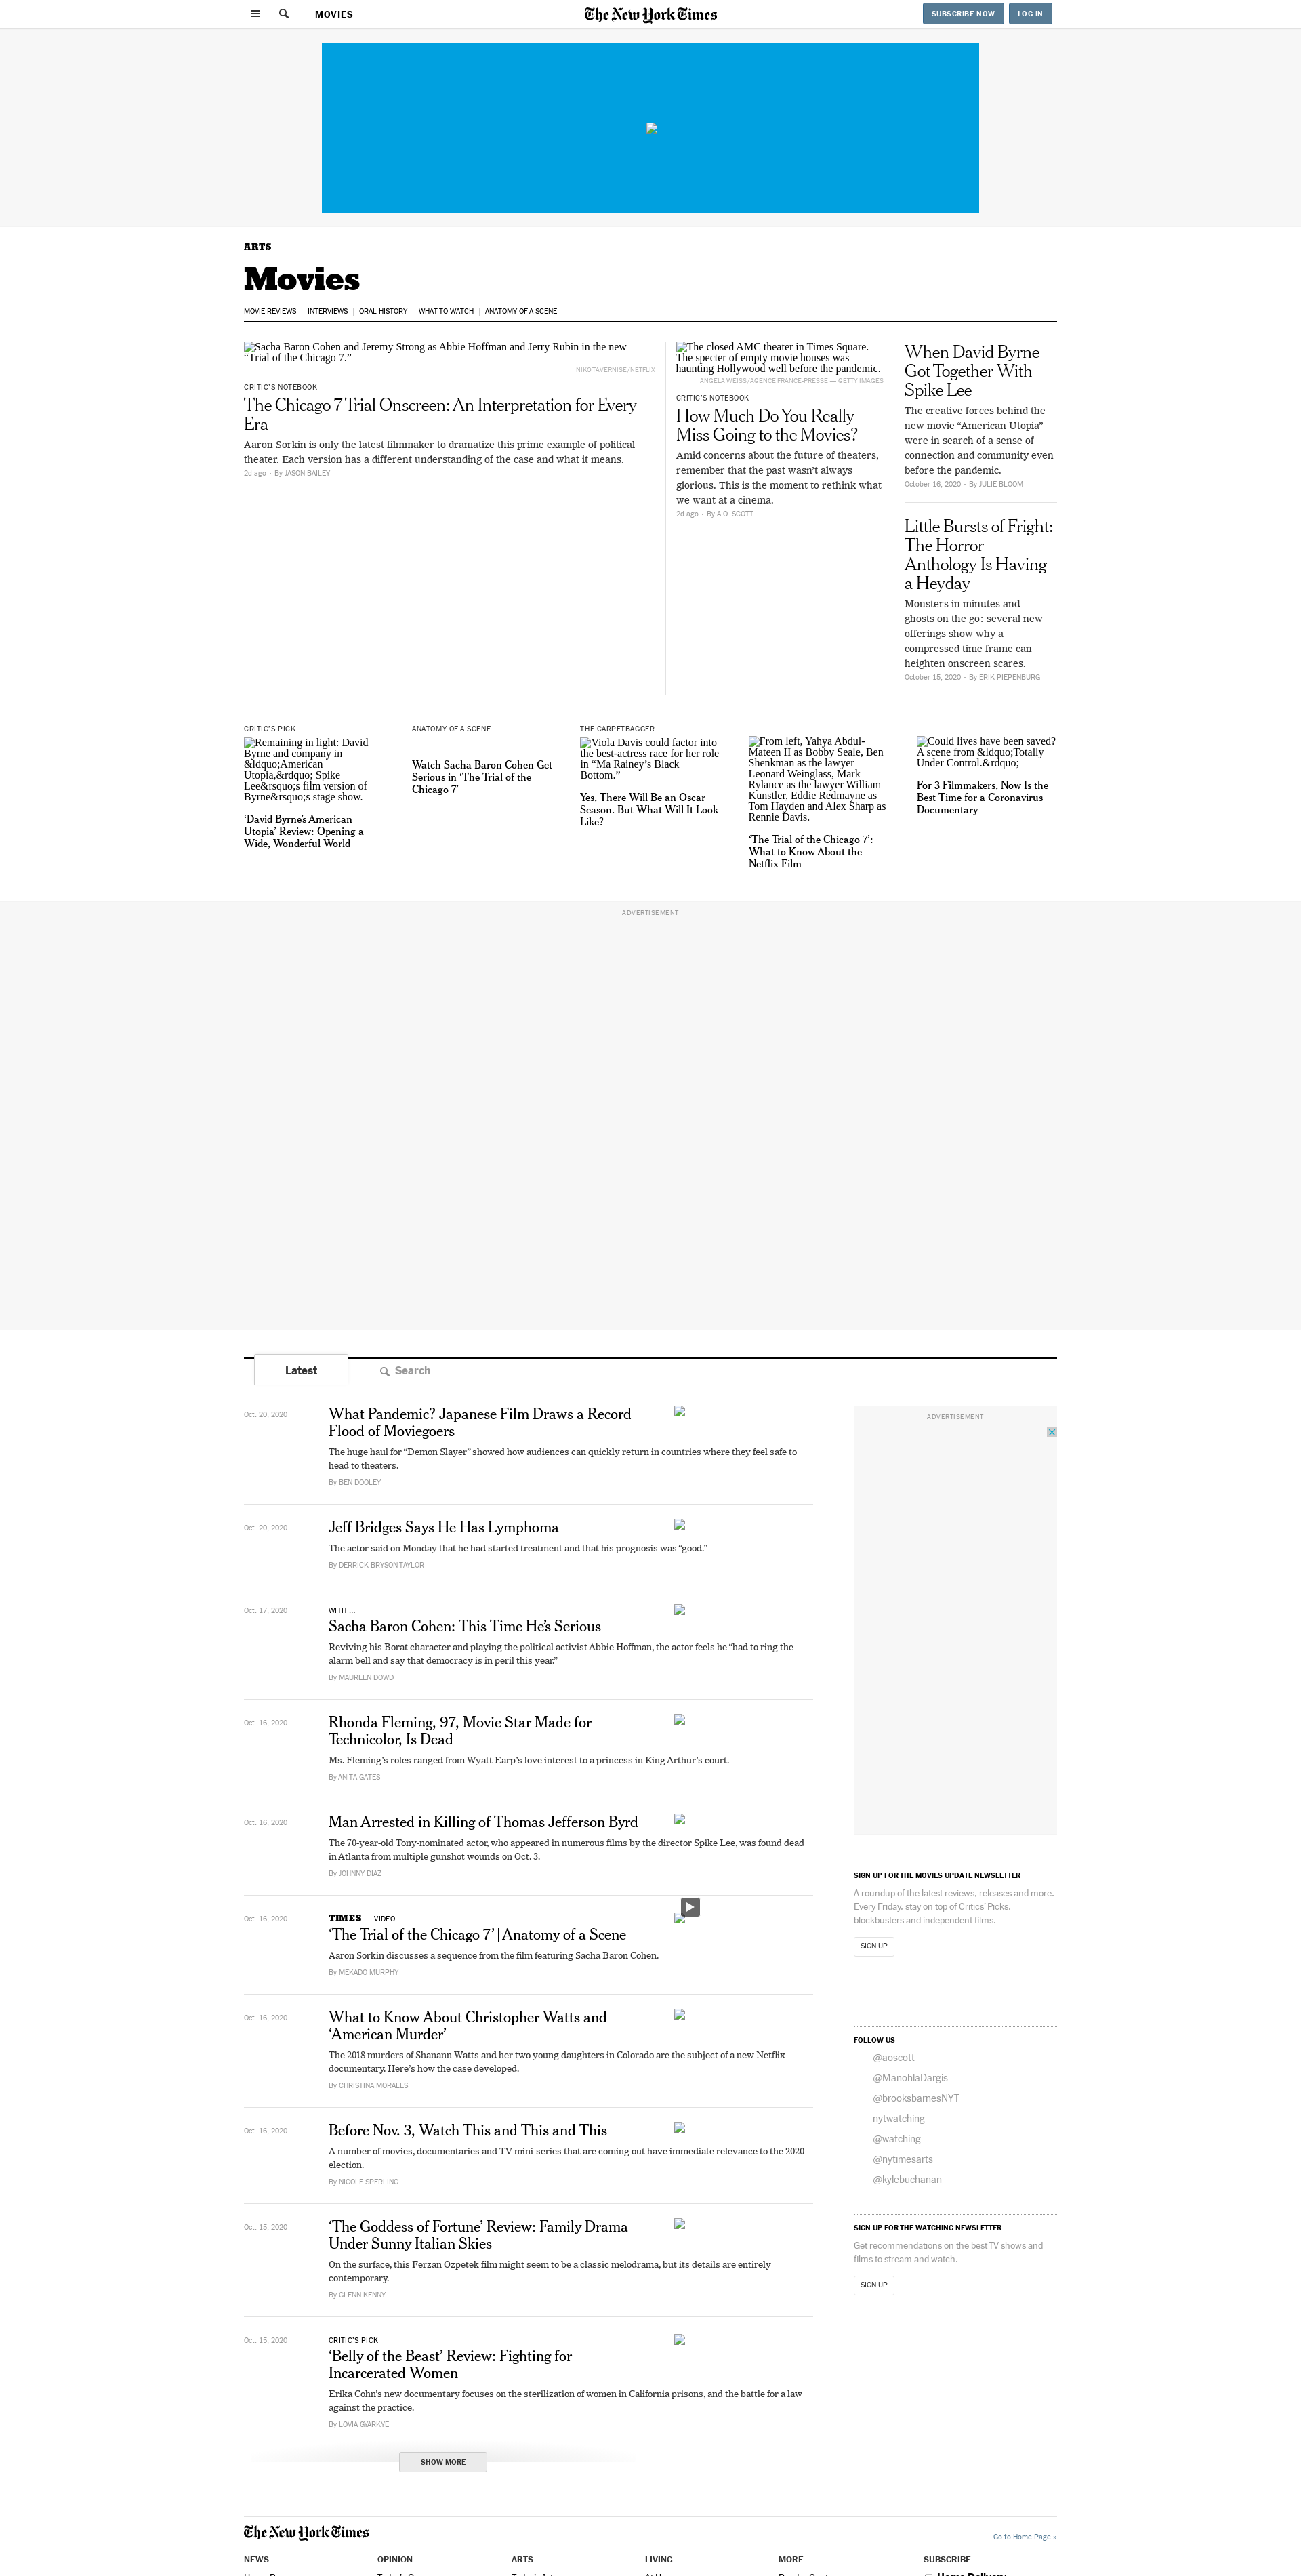 MOVIES
The New York Times
SUBSCRIBE NOW
LOG IN
ARTS
Movies
MOVIE REVIEWS
INTERVIEWS
ORAL HISTORY
WHAT TO WATCH
ANATOMY OF A SCENE
Sacha Baron Cohen and Jeremy Strong as Abbie Hoffman and Jerry Rubin in the new
“Trial of the Chicago 7.”
NIKO TAVERNISE/NETFLIX
CRITIC’S NOTEBOOK
The Chicago 7 Trial Onscreen: An Interpretation for Every
Era
Aaron Sorkin is only the latest filmmaker to dramatize this prime example of political
theater. Each version has a different understanding of the case and what it means.
2d ago • By JASON BAILEY
The closed AMC theater in Times Square.
The specter of empty movie houses was
haunting Hollywood well before the pandemic.
ANGELA WEISS/AGENCE FRANCE-PRESSE — GETTY IMAGES
CRITIC’S NOTEBOOK
How Much Do You Really
Miss Going to the Movies?
Amid concerns about the future of theaters,
remember that the past wasn’t always
glorious. This is the moment to rethink what
we want at a cinema.
2d ago • By A.O. SCOTT
When David Byrne
Got Together With
Spike Lee
The creative forces behind the
new movie “American Utopia”
were in search of a sense of
connection and community even
before the pandemic.
October 16, 2020 • By JULIE BLOOM
Little Bursts of Fright:
The Horror
Anthology Is Having
a Heyday
Monsters in minutes and
ghosts on the go: several new
offerings show why a
compressed time frame can
heighten onscreen scares.
October 15, 2020 • By ERIK PIEPENBURG
CRITIC’S PICK
Remaining in light: David
Byrne and company in
&ldquo;American
Utopia,&rdquo; Spike
Lee&rsquo;s film version of
Byrne&rsquo;s stage show.
‘David Byrne’s American
Utopia’ Review: Opening a
Wide, Wonderful World
ANATOMY OF A SCENE
Watch Sacha Baron Cohen Get
Serious in ‘The Trial of the
Chicago 7’
THE CARPETBAGGER
Viola Davis could factor into
the best-actress race for her role
in “Ma Rainey’s Black
Bottom.”
Yes, There Will Be an Oscar
Season. But What Will It Look
Like?
From left, Yahya Abdul-
Mateen II as Bobby Seale, Ben
Shenkman as the lawyer
Leonard Weinglass, Mark
Rylance as the lawyer William
Kunstler, Eddie Redmayne as
Tom Hayden and Alex Sharp as
Rennie Davis.
‘The Trial of the Chicago 7’:
What to Know About the
Netflix Film
Could lives have been saved?
A scene from &ldquo;Totally
Under Control.&rdquo;
For 3 Filmmakers, Now Is the
Best Time for a Coronavirus
Documentary
ADVERTISEMENT
Latest
Search
Oct. 20, 2020
What Pandemic? Japanese Film Draws a Record
Flood of Moviegoers
The huge haul for “Demon Slayer” showed how audiences can quickly return in countries where they feel safe to
head to theaters.
By BEN DOOLEY
Oct. 20, 2020
Jeff Bridges Says He Has Lymphoma
The actor said on Monday that he had started treatment and that his prognosis was “good.”
By DERRICK BRYSON TAYLOR
Oct. 17, 2020
WITH ...
Sacha Baron Cohen: This Time He’s Serious
Reviving his Borat character and playing the political activist Abbie Hoffman, the actor feels he “had to ring the
alarm bell and say that democracy is in peril this year.”
By MAUREEN DOWD
Oct. 16, 2020
Rhonda Fleming, 97, Movie Star Made for
Technicolor, Is Dead
Ms. Fleming’s roles ranged from Wyatt Earp’s love interest to a princess in King Arthur’s court.
By ANITA GATES
Oct. 16, 2020
Man Arrested in Killing of Thomas Jefferson Byrd
The 70-year-old Tony-nominated actor, who appeared in numerous films by the director Spike Lee, was found dead
in Atlanta from multiple gunshot wounds on Oct. 3.
By JOHNNY DIAZ
Oct. 16, 2020
TIMES | VIDEO
‘The Trial of the Chicago 7’ | Anatomy of a Scene
Aaron Sorkin discusses a sequence from the film featuring Sacha Baron Cohen.
By MEKADO MURPHY
Oct. 16, 2020
What to Know About Christopher Watts and
‘American Murder’
The 2018 murders of Shanann Watts and her two young daughters in Colorado are the subject of a new Netflix
documentary. Here’s how the case developed.
By CHRISTINA MORALES
Oct. 16, 2020
Before Nov. 3, Watch This and This and This
A number of movies, documentaries and TV mini-series that are coming out have immediate relevance to the 2020
election.
By NICOLE SPERLING
Oct. 15, 2020
‘The Goddess of Fortune’ Review: Family Drama
Under Sunny Italian Skies
On the surface, this Ferzan Ozpetek film might seem to be a classic melodrama, but its details are entirely
contemporary.
By GLENN KENNY
Oct. 15, 2020
CRITIC’S PICK
‘Belly of the Beast’ Review: Fighting for
Incarcerated Women
Erika Cohn’s new documentary focuses on the sterilization of women in California prisons, and the battle for a law
against the practice.
By LOVIA GYARKYE
SHOW MORE
ADVERTISEMENT
SIGN UP FOR THE MOVIES UPDATE NEWSLETTER
A roundup of the latest reviews, releases and more.
Every Friday, stay on top of Critics’ Picks,
blockbusters and independent films.
SIGN UP
FOLLOW US
@aoscott
@ManohlaDargis
@brooksbarnesNYT
nytwatching
@watching
@nytimesarts
@kylebuchanan
SIGN UP FOR THE WATCHING NEWSLETTER
Get recommendations on the best TV shows and
films to stream and watch.
SIGN UP
The New York Times
Go to Home Page »
NEWS
OPINION
ARTS
LIVING
MORE
SUBSCRIBE